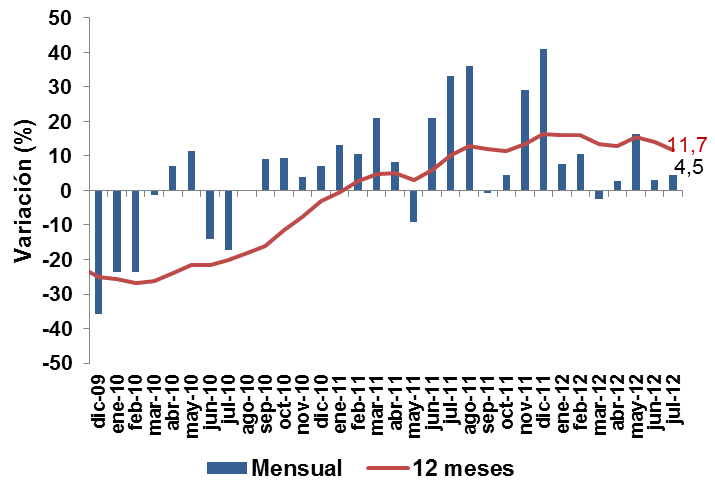 50
40
30
20
10
0
-10
-20
-30
-40
-50
Variación (%)
11,7
4,5
dic-09
ene-10
feb-10
mar-10
abr-10
may-10
jun-10
jul-10
ago-10
sep-10
oct-10
nov-10
dic-10
ene-11
feb-11
mar-11
abr-11
may-11
jun-11
jul-11
ago-11
sep-11
oct-11
nov-11
dic-11
ene-12
feb-12
mar-12
abr-12
may-12
jun-12
jul-12
Mensual 12 meses